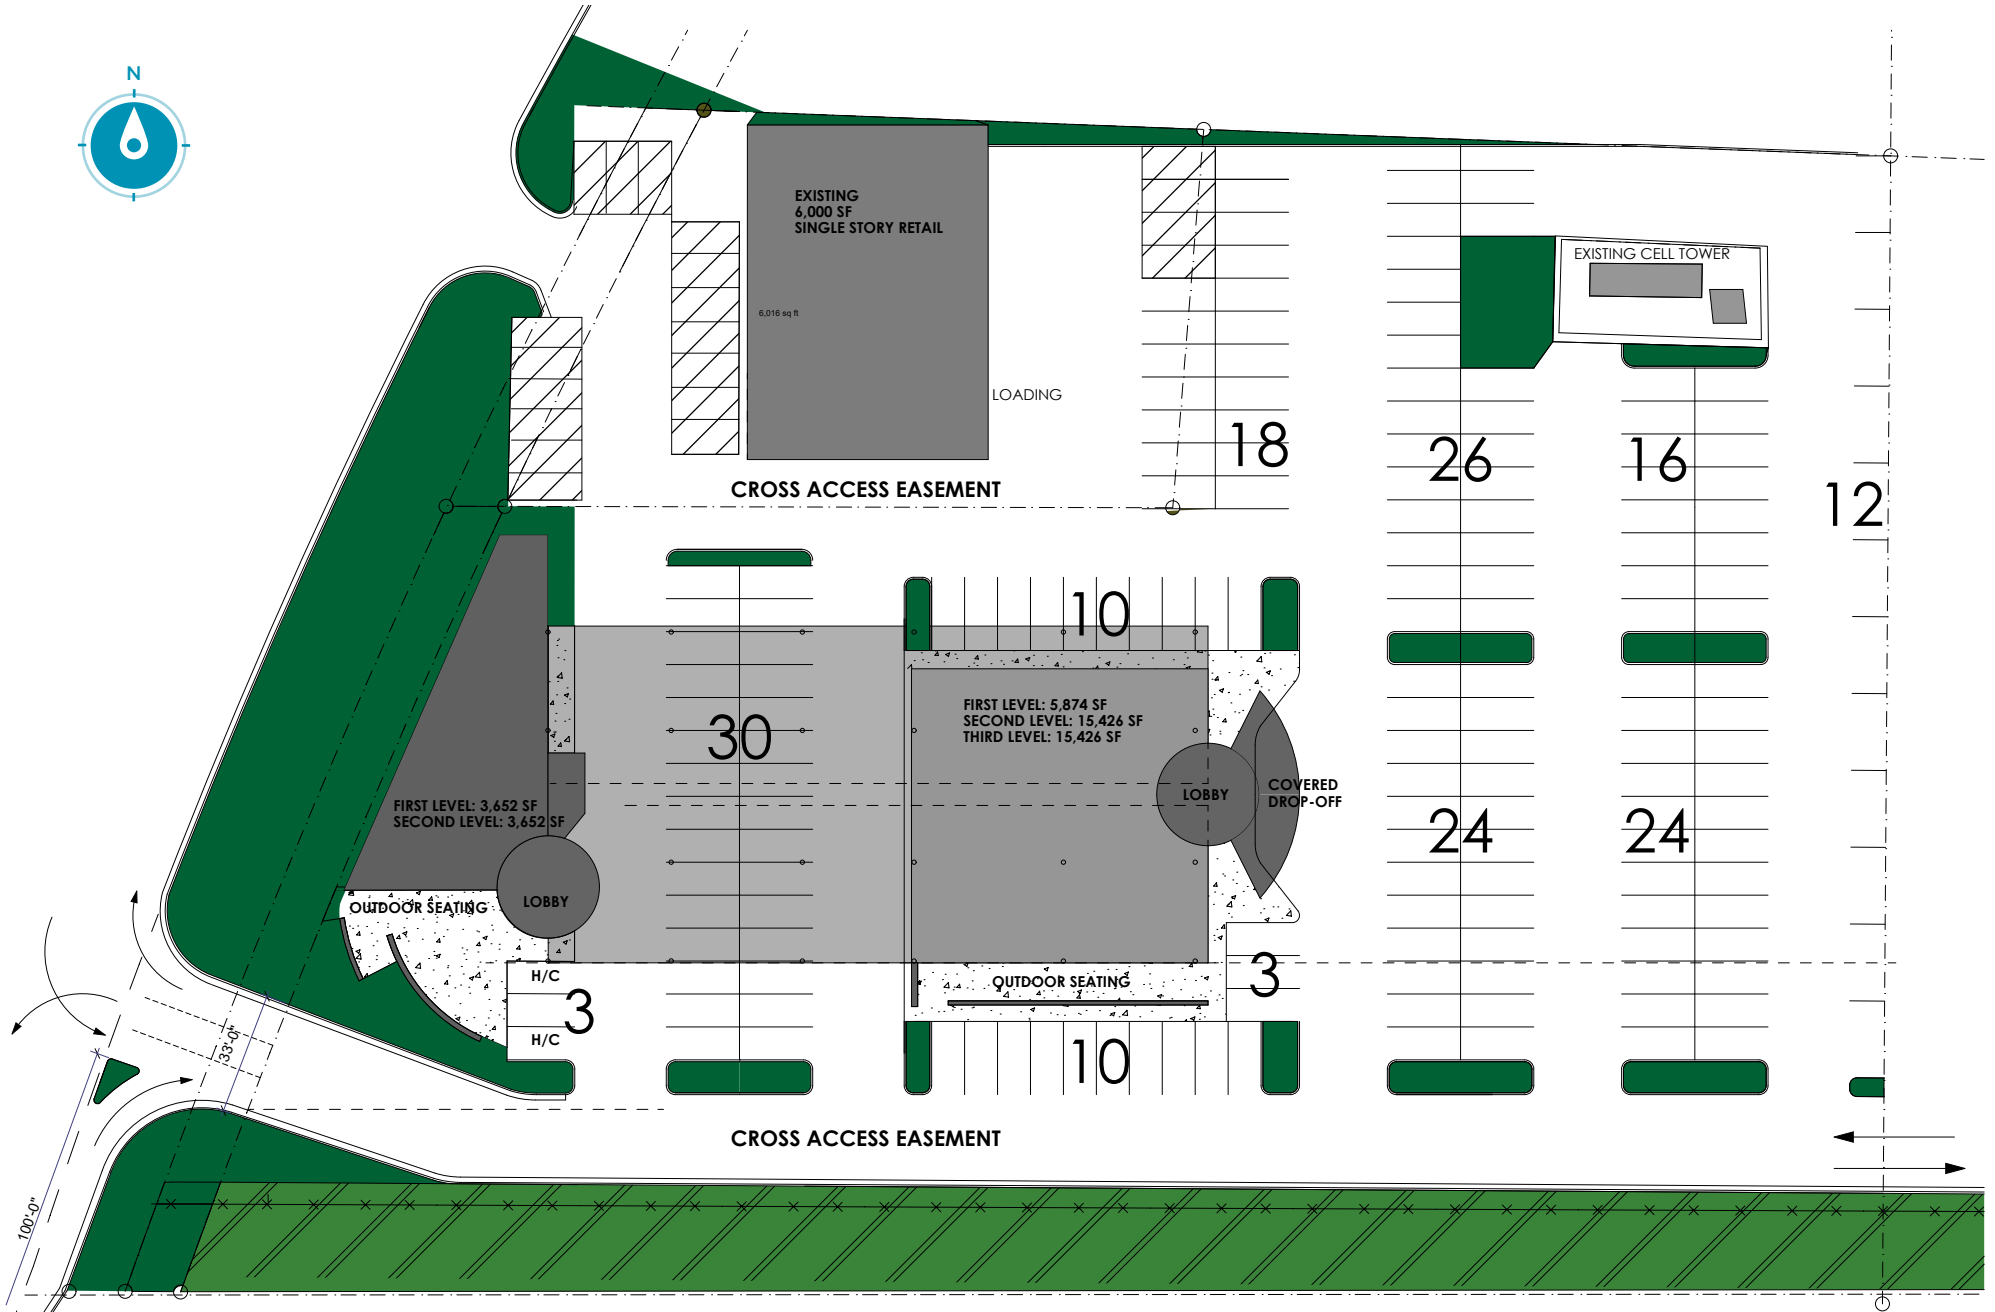 N
EXISTING
6,000 SF
SINGLE STORY RETAIL
EXISTING CELL TOWER
6,016 sq ft
LOADING
18
26
16
12
CROSS ACCESS EASEMENT
10
30
FIRST LEVEL: 5,874 SF
SECOND LEVEL: 15,426 SF
THIRD LEVEL: 15,426 SF
FIRST LEVEL: 3,652 SF
SECOND LEVEL: 3,652 SF
LOBBY
COVERED
DROP-OFF
24
24
OUTDOOR SEATING
LOBBY
H/C
3
H/C
OUTDOOR SEATING
3
10
33'-0"
CROSS ACCESS EASEMENT
100'-0"